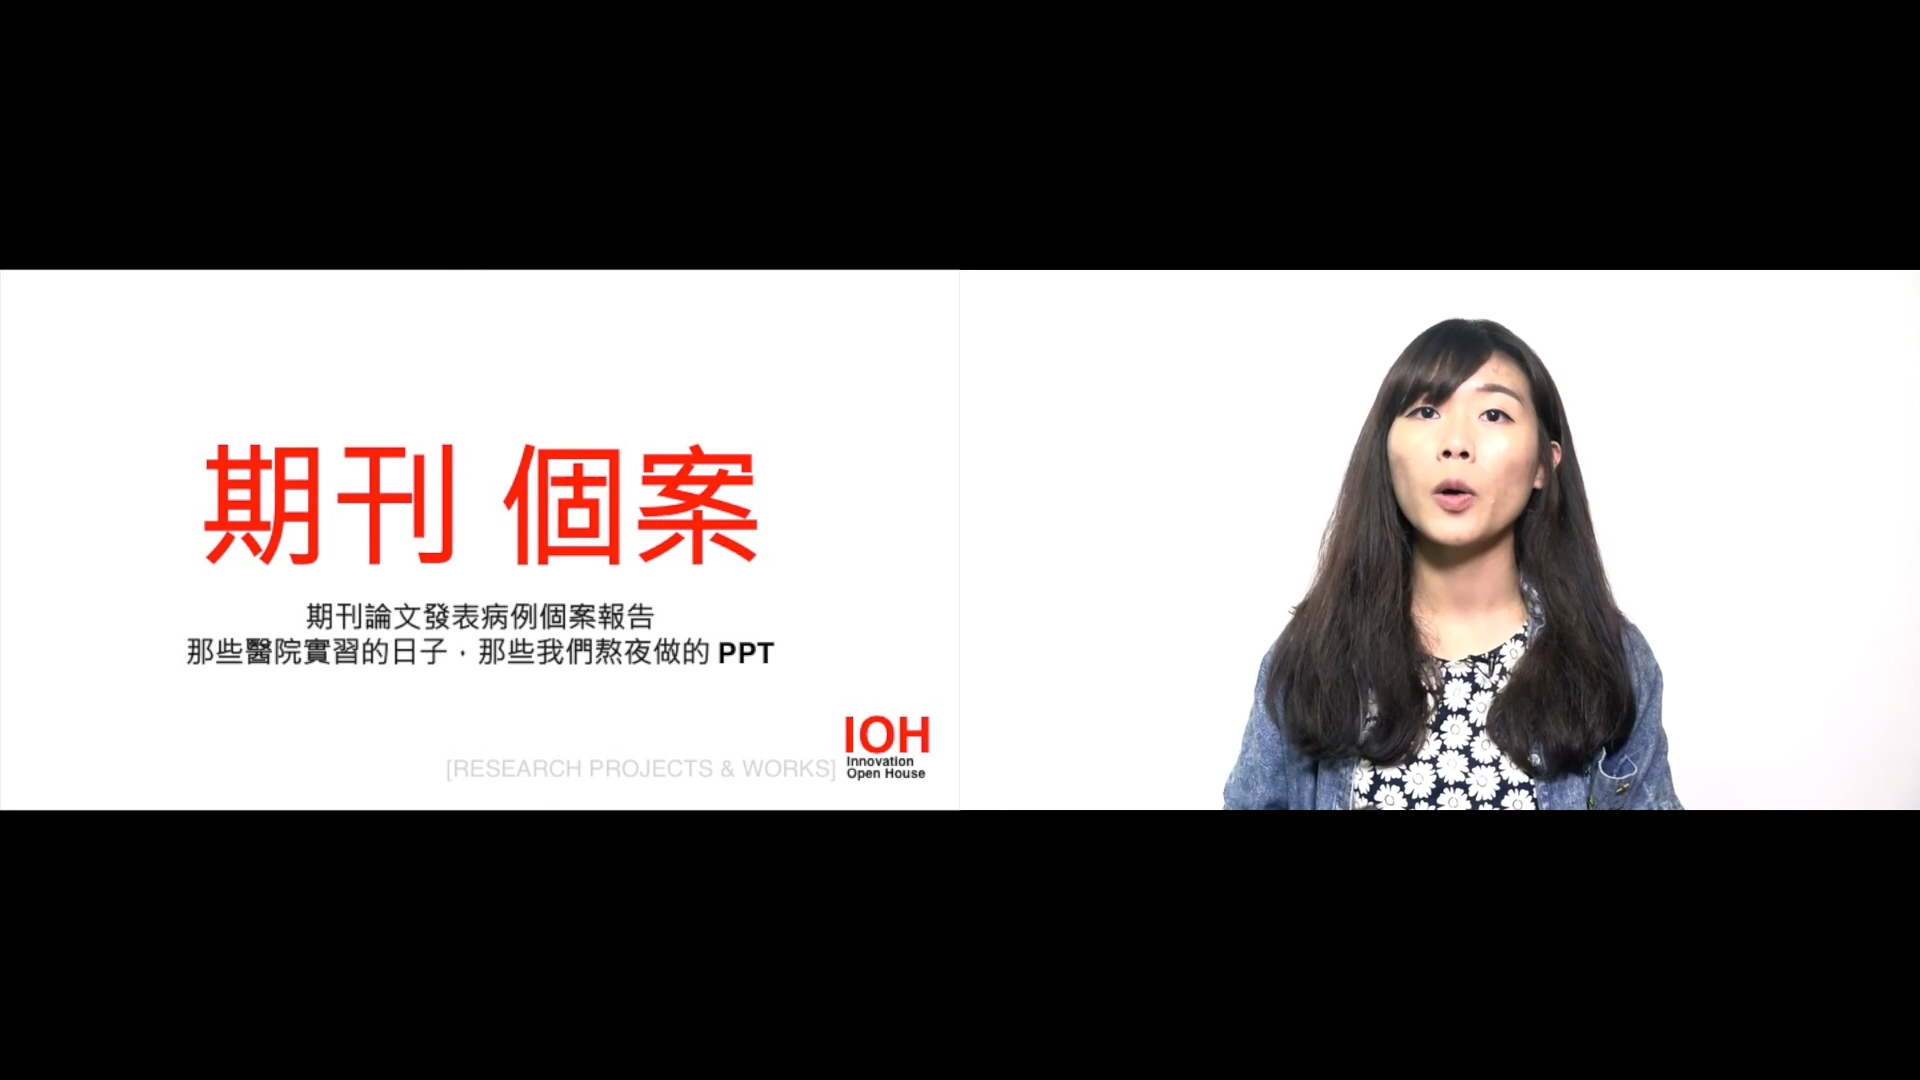 期刊 個案
期刊論文發表病例個案報告
那些醫院實習的日子，那些我們熬夜做的 PPT
[RESEARCH PROJECTS & WORKS]
IOH
Innovation
Open House